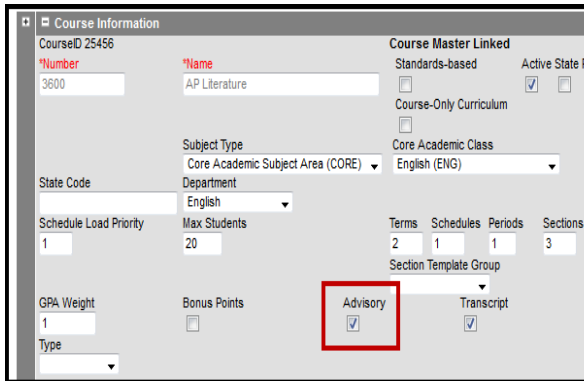 Course Information
CourseID 25456 Course Master Linked
*Number *Name Standards-based Active State
3600 AP Literature
Course-Only Curriculum
Subject Type Core Academic Class
Core Academic Subject Area (CORE) English (ENG)
State Code Department
English
Schedule Load Priority Max Students Terms Schedules Periods Sections
1 20 2 1 1 3
Section Template Group
GPA Weight Bonus Points Advisory Transcript
1
Type